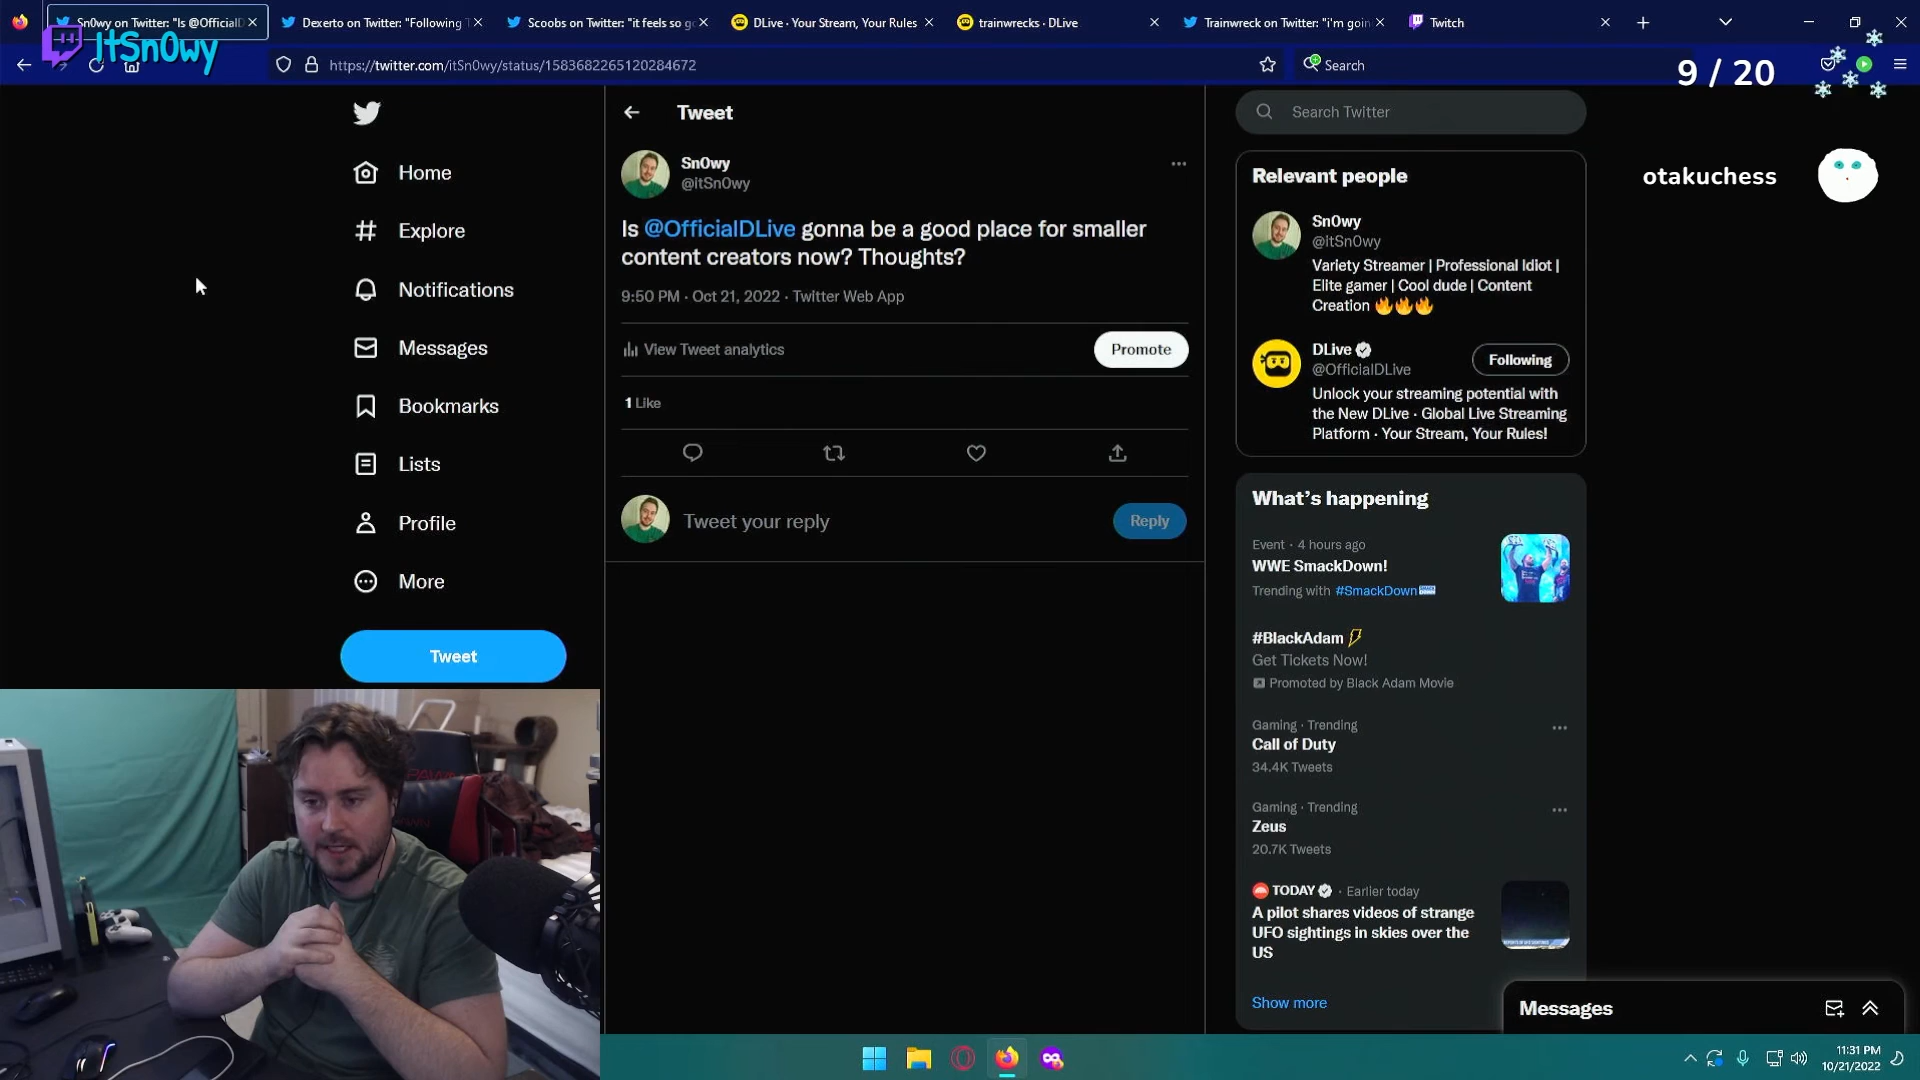 Sn0wy on Twitter: "Is @OfficialD
Dexerto on Twitter: "Following T
Scoobs on Twitter: "it feels so g
DLive · Your Stream, Your Rules
trainwrecks · DLive
Trainwreck on Twitter: "i'm goin
Twitch
itSn0wy
https://twitter.com/itSn0wy/status/1583682265120284672
Search
9 / 20
otakuchess
Home
Explore
Notifications
Messages
Bookmarks
Lists
Profile
More
Tweet
Tweet
Sn0wy
@itSn0wy
Is @OfficialDLive gonna be a good place for smaller
content creators now? Thoughts?
9:50 PM · Oct 21, 2022 · Twitter Web App
View Tweet analytics
Promote
1 Like
Tweet your reply
Reply
Search Twitter
Relevant people
Sn0wy
@itSn0wy
Variety Streamer | Professional Idiot |
Elite gamer | Cool dude | Content
Creation 🔥🔥🔥
DLive
@OfficialDLive
Following
Unlock your streaming potential with
the New DLive · Global Live Streaming
Platform · Your Stream, Your Rules!
What's happening
Event · 4 hours ago
WWE SmackDown!
Trending with #SmackDown
#BlackAdam
Get Tickets Now!
Promoted by Black Adam Movie
Gaming · Trending
Call of Duty
34.4K Tweets
Gaming · Trending
Zeus
20.7K Tweets
TODAY · Earlier today
A pilot shares videos of strange
UFO sightings in skies over the
US
Show more
Messages
11:31 PM
10/21/2022